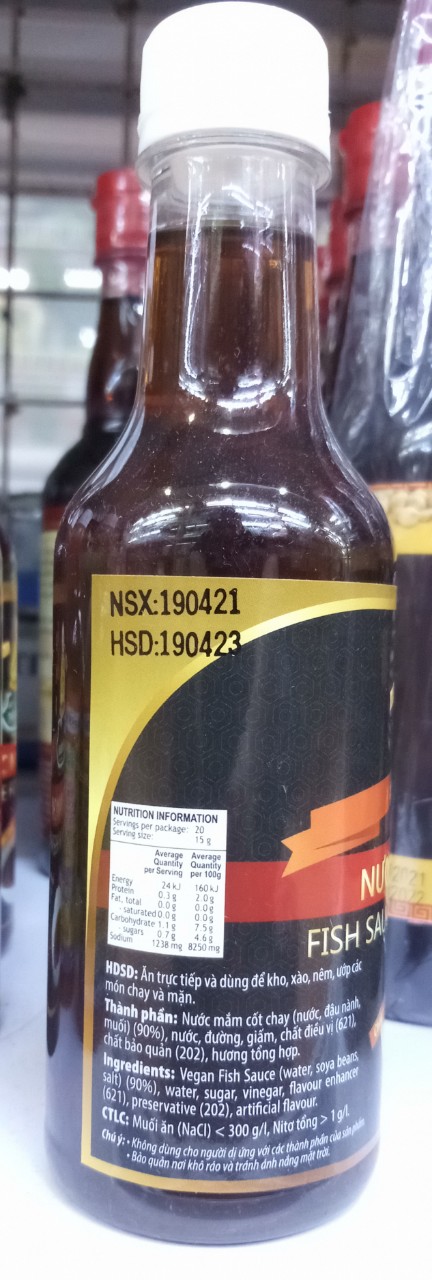 NSX:190421
HSD:190423
NUTRITION INFORMATION
Servings per package: 20
Serving size: 15 g
Average Quantity per Serving Average Quantity per 100g
Energy 24 kJ 160 kJ
Protein 0.3 g 2.0 g
Fat, total 0.0 g 0.0 g
- saturated 0.0 g 0.0 g
Carbohydrate 1.1 g 7.5 g
- sugars 0.7 g 4.6 g
Sodium 1238 mg 8250 mg
FISH
HDSD: Ăn trực tiếp và dùng để kho, xào, nêm, ướp các
món chay và mặn.
Thành phần: Nước mắm cốt chay (nước, đậu nành,
muối) (90%), nước, đường, giấm, chất điều vị (621),
chất bảo quản (202), hương tổng hợp.
Ingredients: Vegan Fish Sauce (water, soya beans,
salt) (90%), water, sugar, vinegar, flavour enhancer
(621), preservative (202), artificial flavour.
CTLC: Muối ăn (NaCl) < 300 g/l, Nitơ tổng > 1 g/l.
Chú ý: • Không dùng cho người dị ứng với các thành phần của sản phẩm.
• Bảo quản nơi khô ráo và tránh ánh nắng mặt trời.